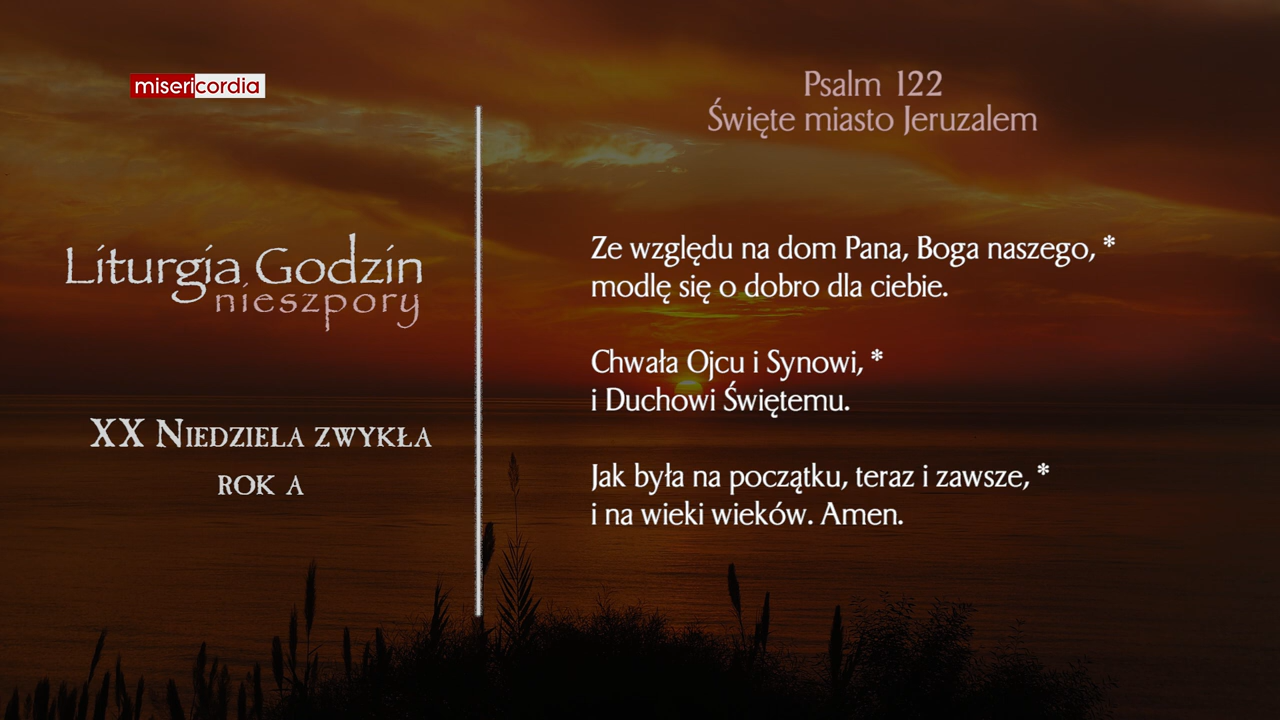 misericordia
Liturgia Godzin
nieszpory
XX Niedziela zwykła
rok A
Psalm 122
Święte miasto Jeruzalem
Ze względu na dom Pana, Boga naszego, *
modlę się o dobro dla ciebie.
Chwała Ojcu i Synowi, *
i Duchowi Świętemu.
Jak była na początku, teraz i zawsze, *
i na wieki wieków. Amen.